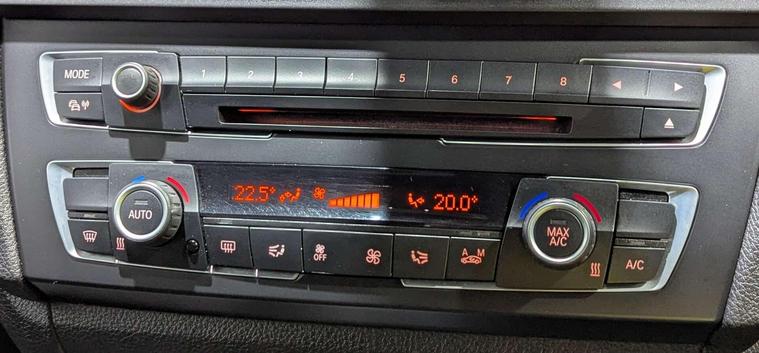 MODE 1 2 3 4 5 6 7 8
22.5° 20.0°
AUTO
MAX
A/C
OFF
A M
A/C